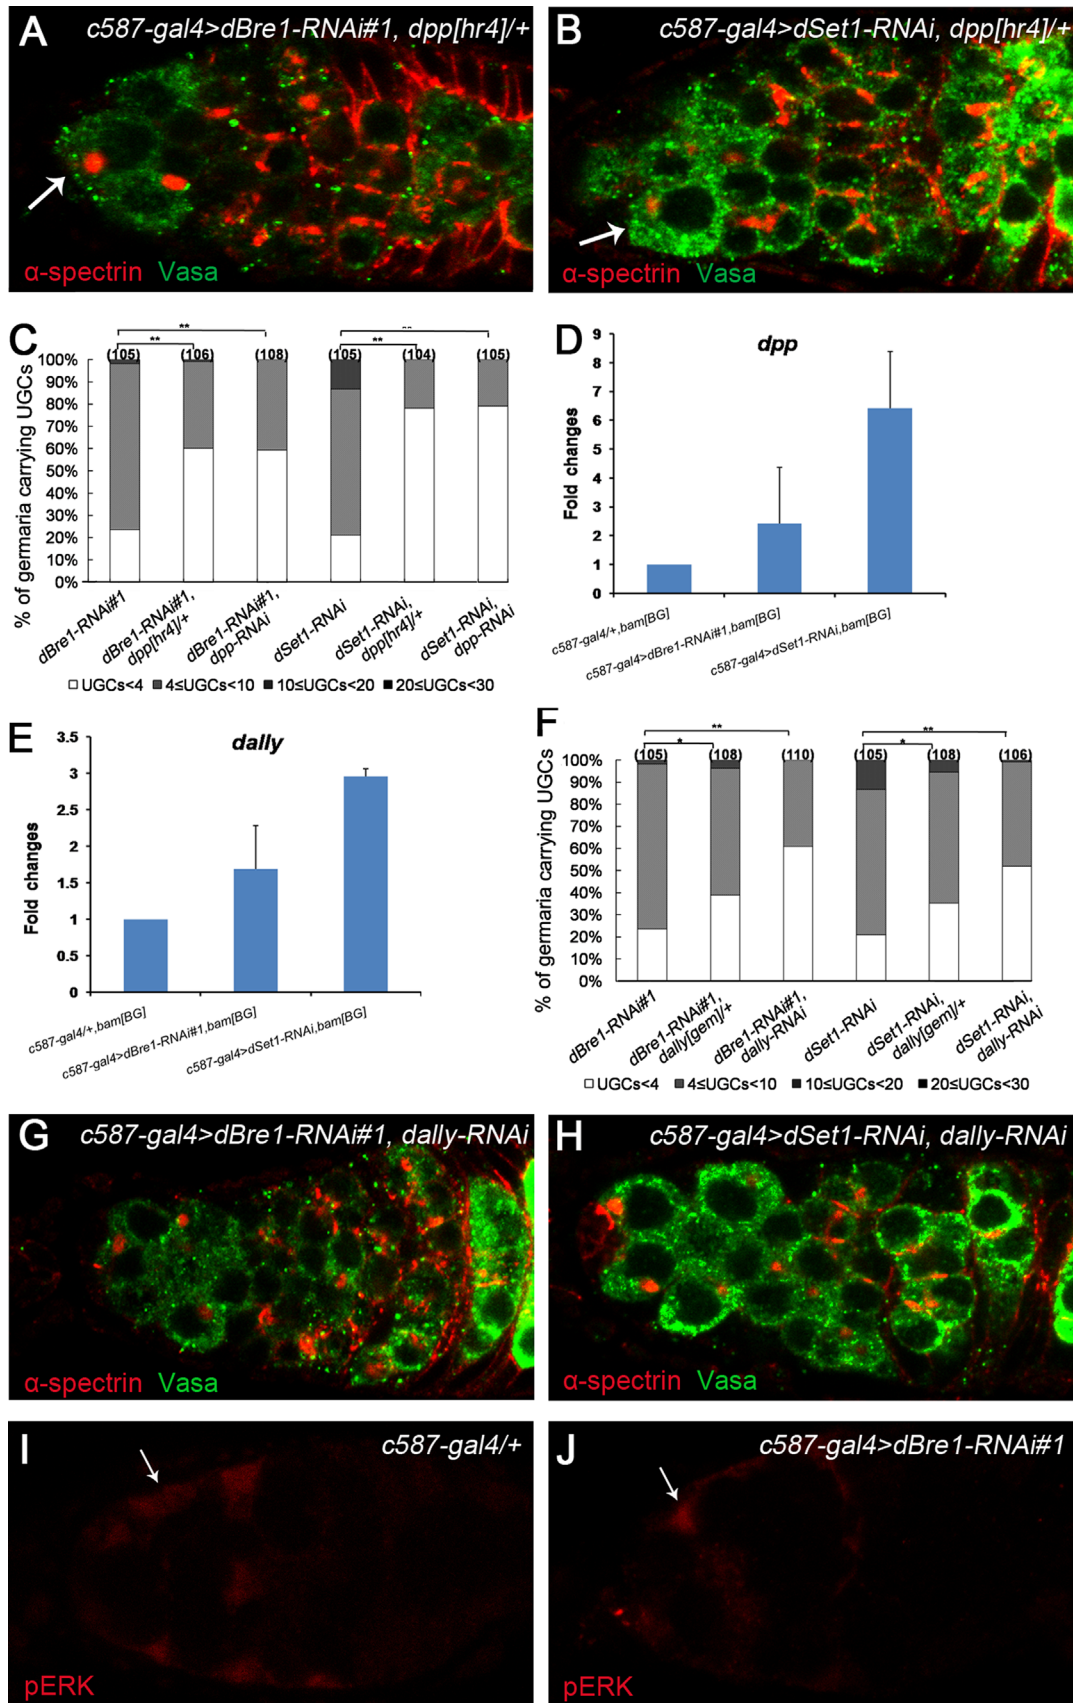 A c587-gal4>dBre1-RNAi#1, dpp[hr4]/+
α-spectrin Vasa
B c587-gal4>dSet1-RNAi, dpp[hr4]/+
α-spectrin Vasa
C
** **
** --
(105) (106) (108) (105) (104) (105)
% of germaria carrying UGCs
100%
90%
80%
70%
60%
50%
40%
30%
20%
10%
0%
dBre1-RNAi#1
dBre1-RNAi#1,
dpp[hr4]/+
dBre1-RNAi#1,
dpp-RNAi
dSet1-RNAi
dSet1-RNAi,
dpp[hr4]/+
dSet1-RNAi,
dpp-RNAi
UGCs<4 4≤UGCs<10 10≤UGCs<20 20≤UGCs<30
D
dpp
Fold changes
9
8
7
6
5
4
3
2
1
0
c587-gal4/+,bam[BG]
c587-gal4>dBre1-RNAi#1,bam[BG]
c587-gal4>dSet1-RNAi,bam[BG]
E
dally
Fold changes
3.5
3
2.5
2
1.5
1
0.5
0
c587-gal4/+,bam[BG]
c587-gal4>dBre1-RNAi#1,bam[BG]
c587-gal4>dSet1-RNAi,bam[BG]
F
** **
* *
(105) (108) (110) (105) (108) (106)
% of germaria carrying UGCs
100%
90%
80%
70%
60%
50%
40%
30%
20%
10%
0%
dBre1-RNAi#1
dBre1-RNAi#1,
dally[gem]/+
dBre1-RNAi#1,
dally-RNAi
dSet1-RNAi
dSet1-RNAi,
dally[gem]/+
dSet1-RNAi,
dally-RNAi
UGCs<4 4≤UGCs<10 10≤UGCs<20 20≤UGCs<30
G c587-gal4>dBre1-RNAi#1, dally-RNAi
α-spectrin Vasa
H c587-gal4>dSet1-RNAi, dally-RNAi
α-spectrin Vasa
I c587-gal4/+
pERK
J c587-gal4>dBre1-RNAi#1
pERK